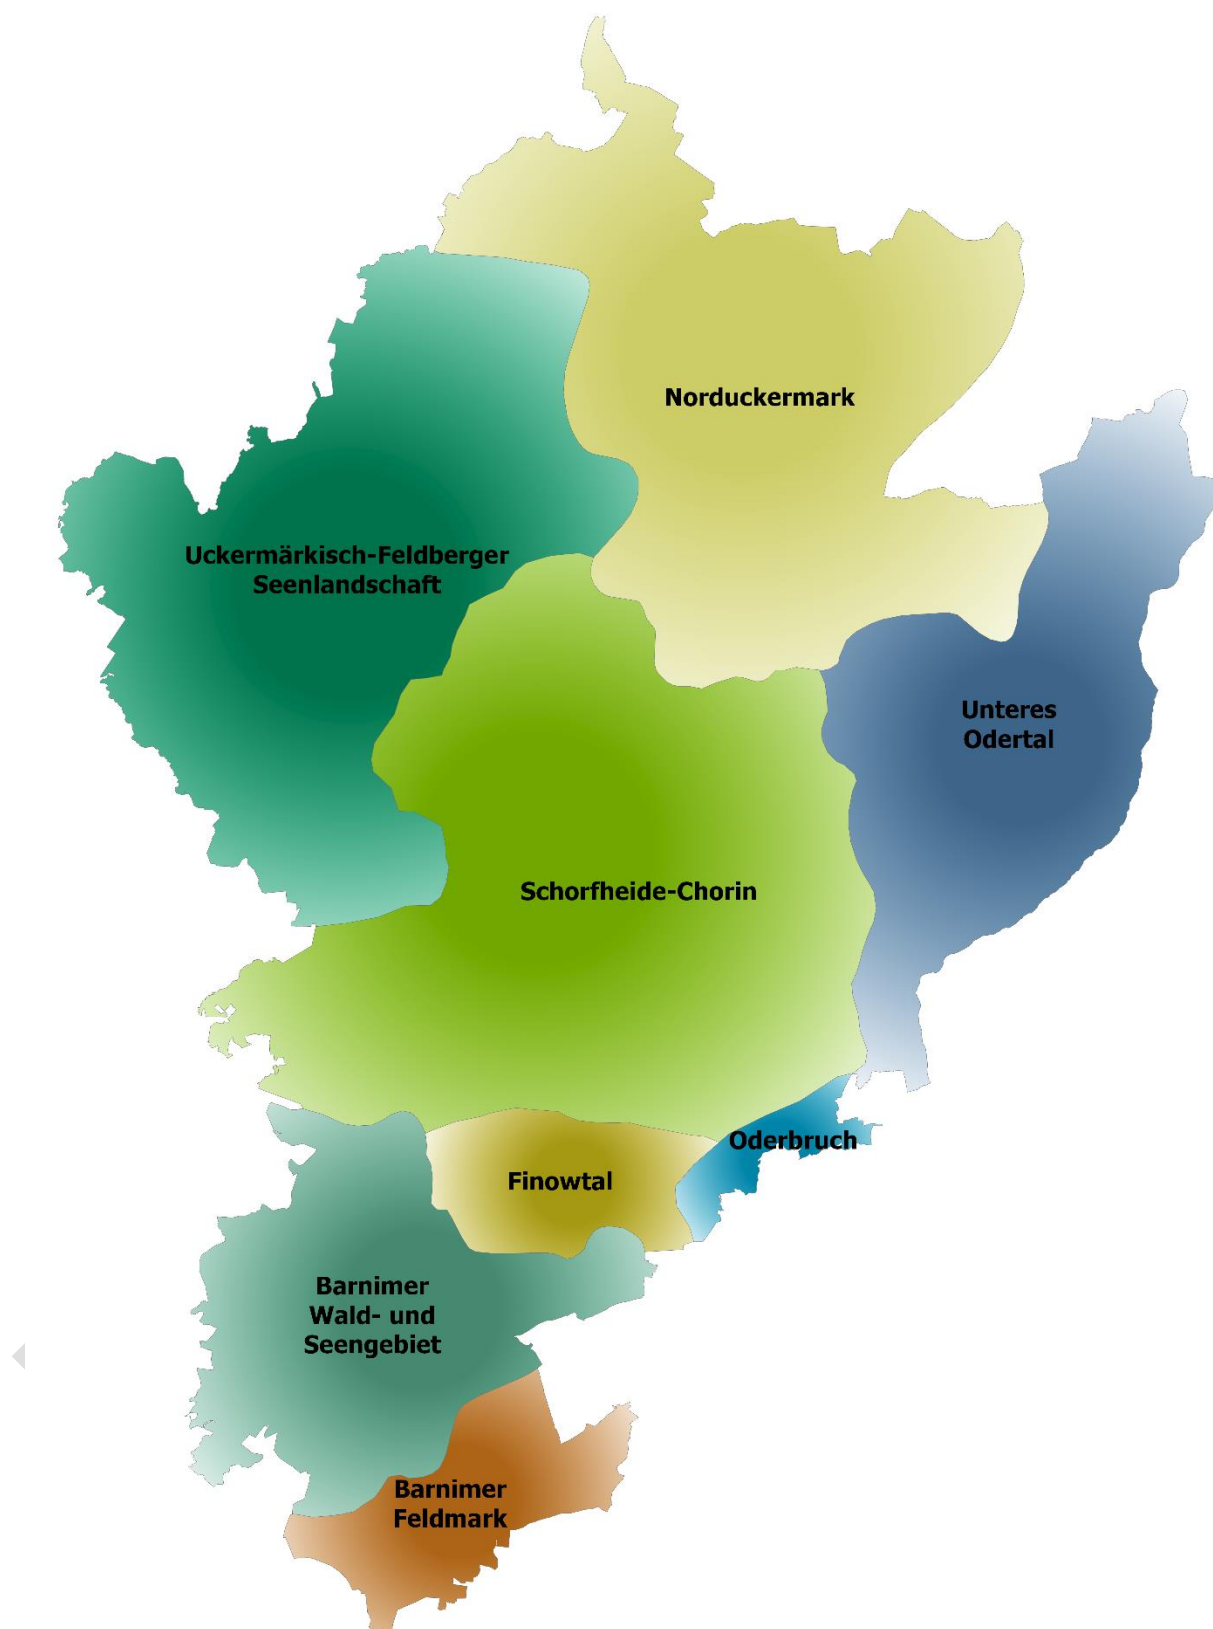 Norduckermark
Uckermärkisch-Feldberger
Seenlandschaft
Unteres
Odertal
Schorfheide-Chorin
Oderbruch
Finowtal
Barnimer
Wald- und
Seengebiet
Barnimer
Feldmark